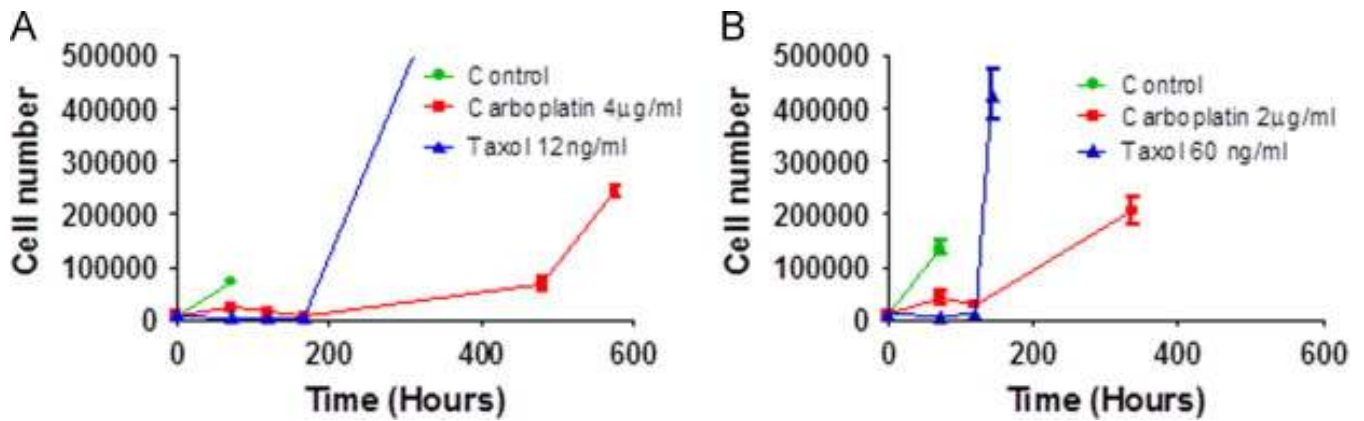 A
Cell number
500000
400000
300000
200000
100000
0
0 200 400 600
Time (Hours)
Control
Carboplatin 4µg/ml
Taxol 12ng/ml
B
Cell number
500000
400000
300000
200000
100000
0
0 200 400 600
Time (Hours)
Control
Carboplatin 2µg/ml
Taxol 60 ng/ml